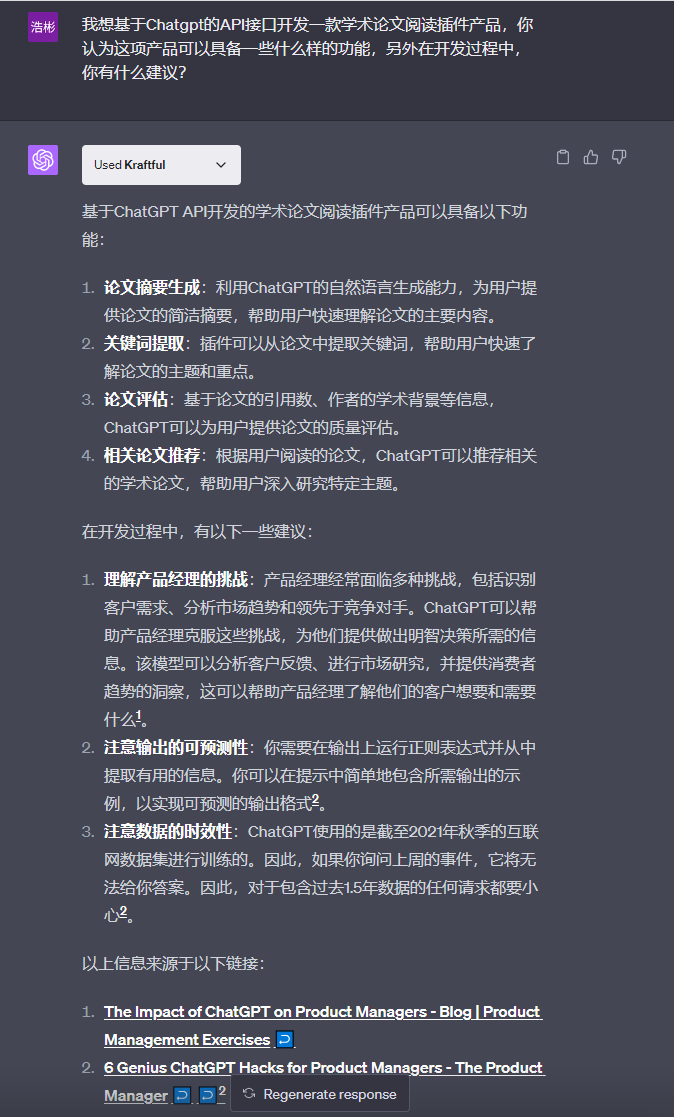 浩彬
我想基于Chatgpt的API接口开发一款学术论文阅读插件产品，你
认为这项产品可以具备一些什么样的功能，另外在开发过程中，
你有什么建议？
Used Kraftful
基于ChatGPT API开发的学术论文阅读插件产品可以具备以下功
能：
1. 论文摘要生成：利用ChatGPT的自然语言生成能力，为用户提
供论文的简洁摘要，帮助用户快速理解论文的主要内容。
2. 关键词提取：插件可以从论文中提取关键词，帮助用户快速了
解论文的主题和重点。
3. 论文评估：基于论文的引用数、作者的学术背景等信息，
ChatGPT可以为用户提供论文的质量评估。
4. 相关论文推荐：根据用户阅读的论文，ChatGPT可以推荐相关
的学术论文，帮助用户深入研究特定主题。
在开发过程中，有以下一些建议：
1. 理解产品经理的挑战：产品经理经常面临多种挑战，包括识别
客户需求、分析市场趋势和领先于竞争对手。ChatGPT可以帮
助产品经理克服这些挑战，为他们提供做出明智决策所需的信
息。该模型可以分析客户反馈、进行市场研究，并提供消费者
趋势的洞察，这可以帮助产品经理了解他们的客户想要和需要
什么1。
2. 注意输出的可预测性：你需要在输出上运行正则表达式并从中
提取有用的信息。你可以在提示中简单地包含所需输出的示
例，以实现可预测的输出格式2。
3. 注意数据的时效性：ChatGPT使用的是截至2021年秋季的互联
网数据集进行训练的。因此，如果你询问上周的事件，它将无
法给你答案。因此，对于包含过去1.5年数据的任何请求都要小
心2。
以上信息来源于以下链接：
1. The Impact of ChatGPT on Product Managers - Blog | Product
Management Exercises
2. 6 Genius ChatGPT Hacks for Product Managers - The Product
Manager 2
Regenerate response